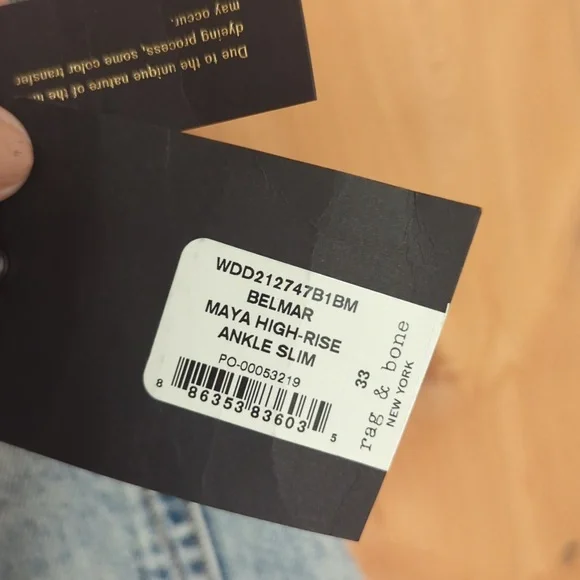 Due to the unique nature of the
dyeing process, some color transfer
may occur.
WDD212747B1BM
BELMAR
MAYA HIGH-RISE
ANKLE SLIM
PO-00053219
8 86353 83603 5
33
rag & bone
NEW YORK